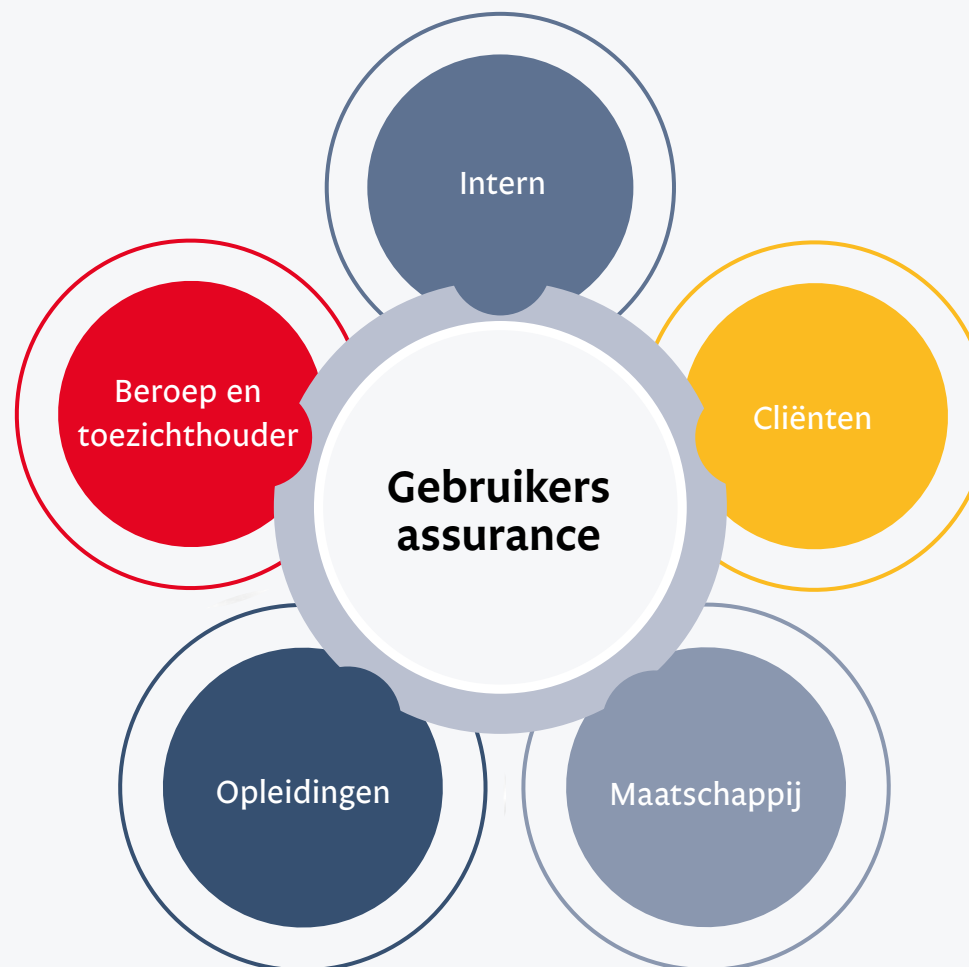 Intern
Beroep en
toezichthouder
Cliënten
Gebruikers
assurance
Opleidingen
Maatschappij